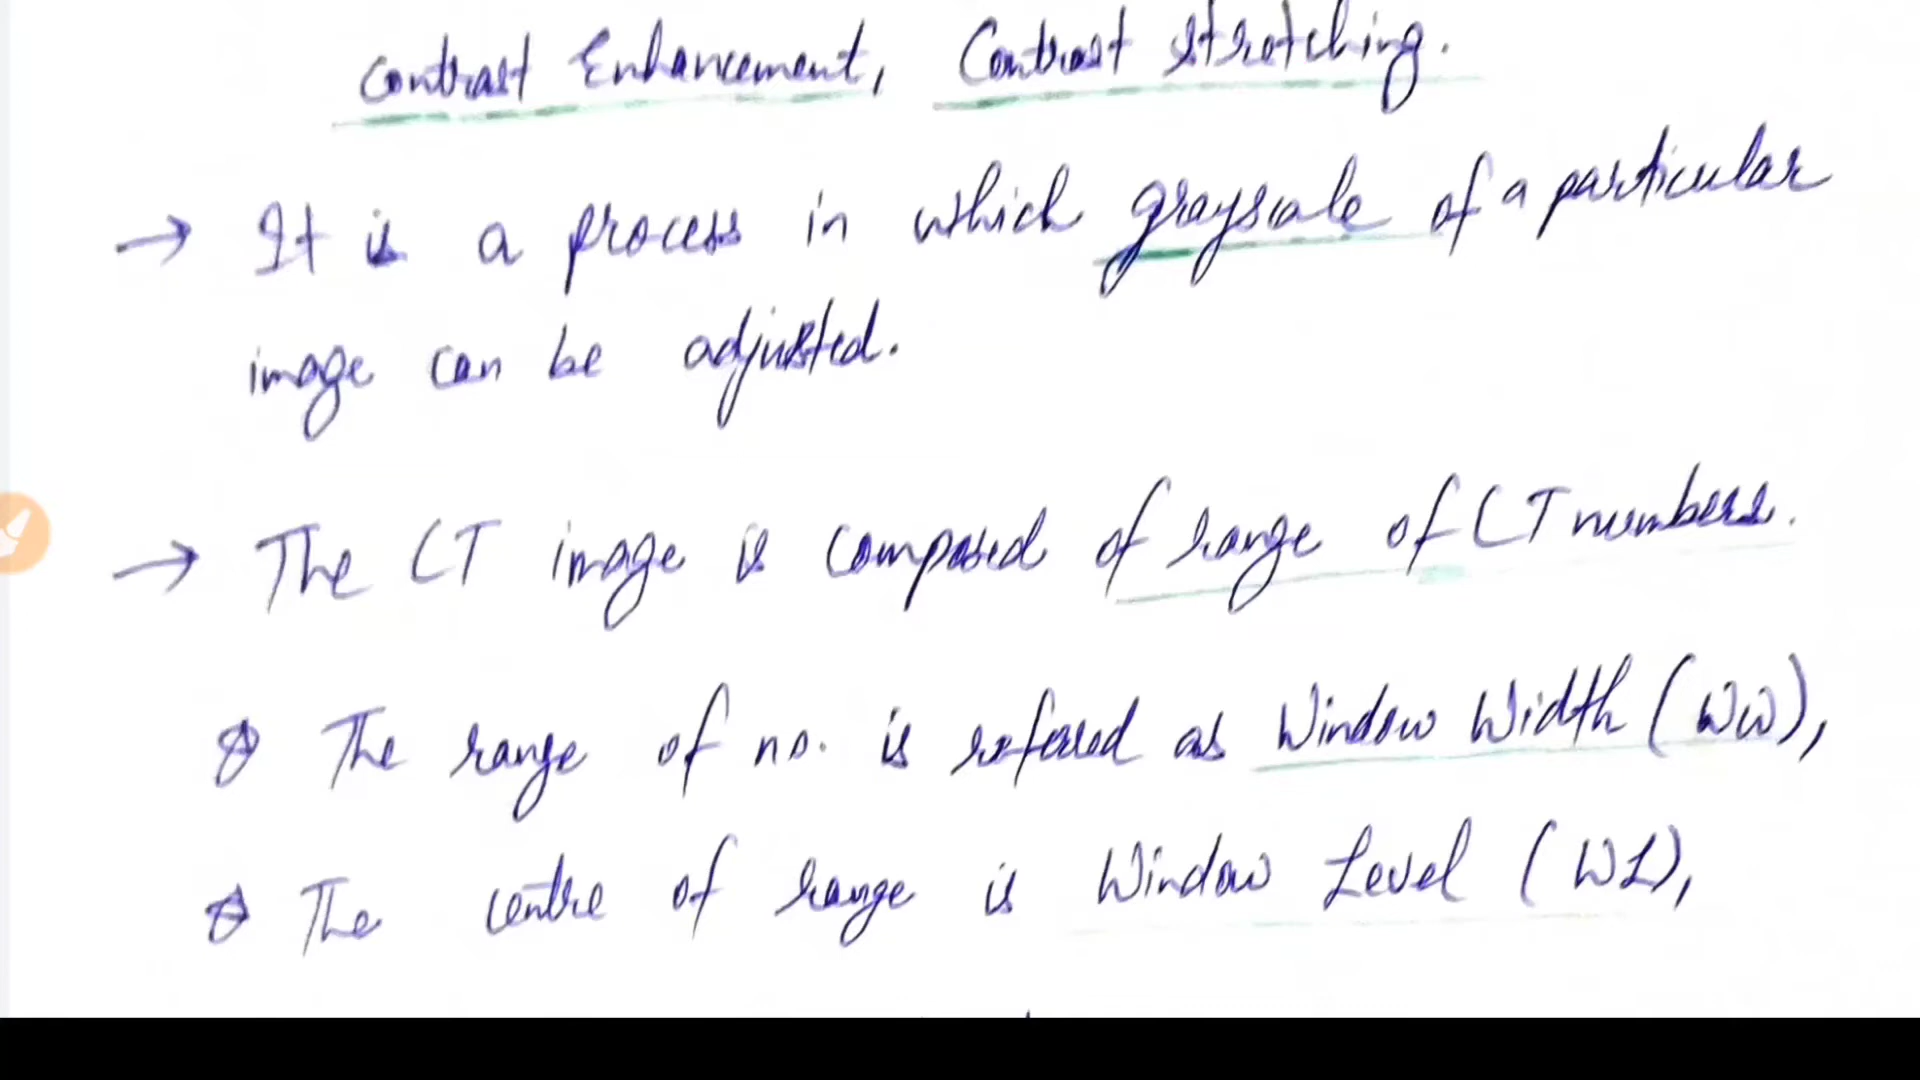 Contrast Enhancement, Contrast stretching.
→ It is a process in which grayscale of a particular
image can be adjusted.
→ The CT image is composed of range of CT numbers.
☆ The range of no. is refered as Window Width (WW),
☆ The centre of range is Window Level (WL),